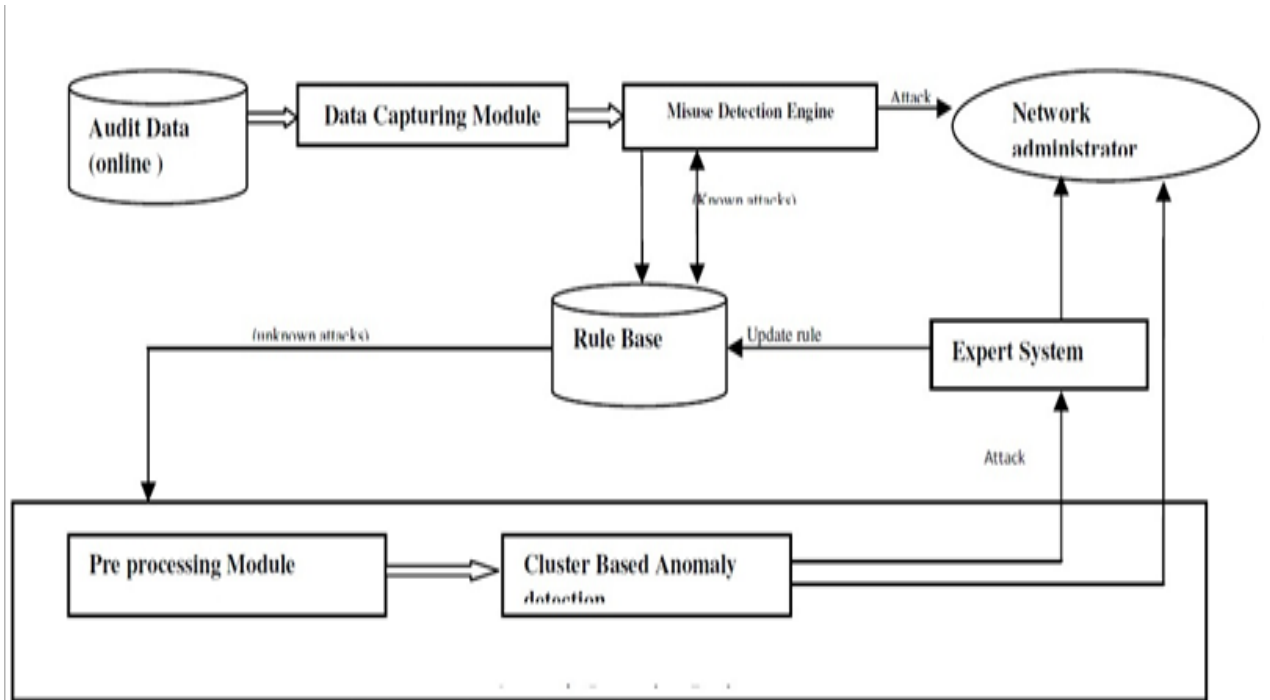 Audit Data
(online )
Data Capturing Module
Misuse Detection Engine
Attack
Network
administrator
(Known attacks)
Rule Base
(unknown attacks)
Update rule
Expert System
Attack
Pre processing Module
Cluster Based Anomaly
detection